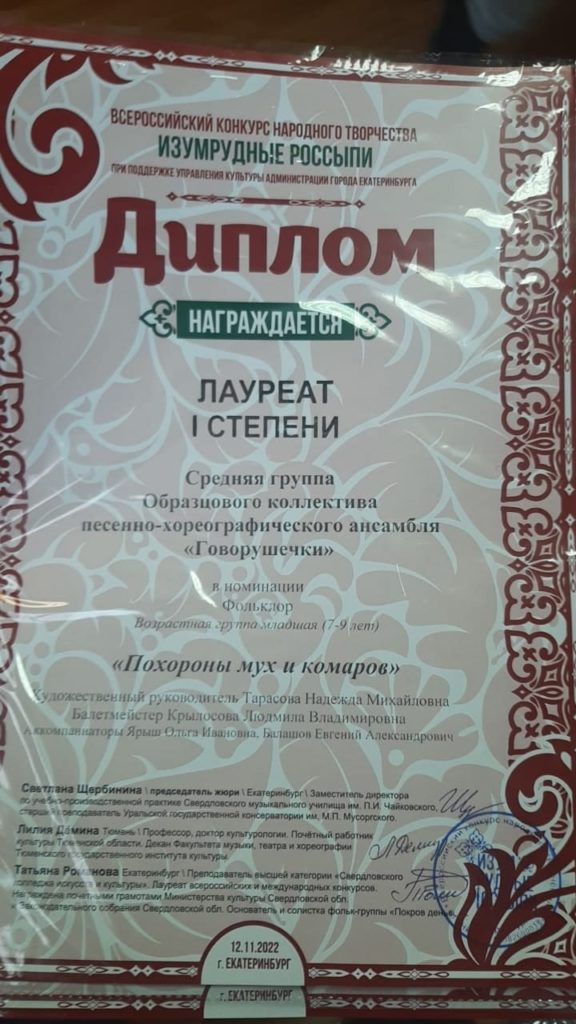 ВСЕРОССИЙСКИЙ КОНКУРС НАРОДНОГО ТВОРЧЕСТВА
ИЗУМРУДНЫЕ РОССЫПИ
ПРИ ПОДДЕРЖКЕ УПРАВЛЕНИЯ КУЛЬТУРЫ АДМИНИСТРАЦИИ ГОРОДА ЕКАТЕРИНБУРГА
Диплом
НАГРАЖДАЕТСЯ
ЛАУРЕАТ
I СТЕПЕНИ
Средняя группа
Образцового коллектива
песенно-хореографического ансамбля
«Говорушечки»
в номинации
Фольклор
Возрастная группа младшая (7-9 лет)
«Похороны мух и комаров»
Художественный руководитель Тарасова Надежда Михайловна
Балетмейстер Крылосова Людмила Владимировна
Аккомпаниаторы Ярыш Ольга Ивановна, Балашов Евгений Александрович
Светлана Щербинина \ председатель жюри \ Екатеринбург \ Заместитель директора
по учебно-производственной практике Свердловского музыкального училища им. П.И. Чайковского,
старший преподаватель Уральской государственной консерватории им. М.П. Мусоргского.
Лилия Дёмина Тюмень \ Профессор, доктор культурологии. Почётный работник
культуры Тюменской области. Декан Факультета музыки, театра и хореографии
Тюменского государственного института культуры.
Татьяна Романова Екатеринбург \ Преподаватель высшей категории «Свердловского
колледжа искусств и культуры». Лауреат всероссийских и международных конкурсов.
Награждена почетными грамотами Министерства культуры Свердловской обл.
и Законодательного собрания Свердловской обл. Основатель и солистка фольк-группы «Покров день».
12.11.2022
г. ЕКАТЕРИНБУРГ
г. ЕКАТЕРИНБУРГ